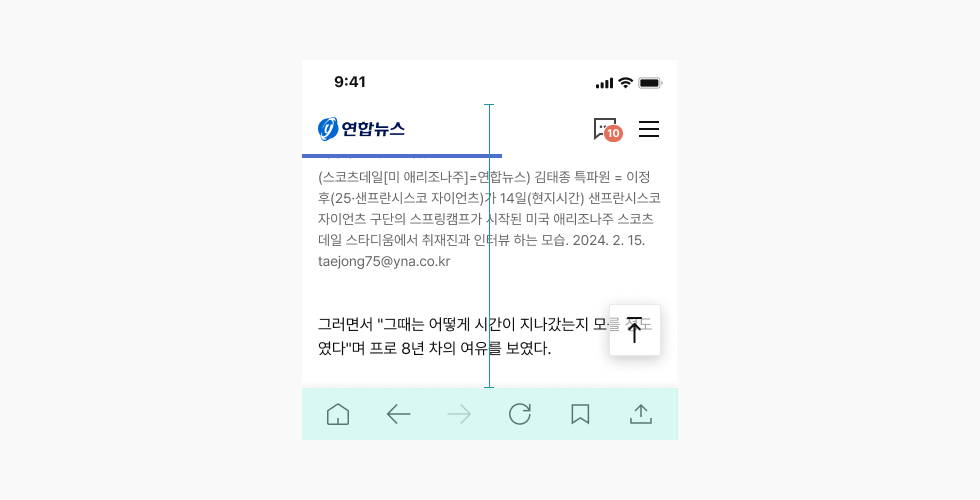 9:41
연합뉴스
10
(스코츠데일[미 애리조나주]=연합뉴스) 김태종 특파원 = 이정
후(25·샌프란시스코 자이언츠)가 14일(현지시간) 샌프란시스코
자이언츠 구단의 스프링캠프가 시작된 미국 애리조나주 스코츠
데일 스타디움에서 취재진과 인터뷰 하는 모습. 2024. 2. 15.
taejong75@yna.co.kr
그러면서 "그때는 어떻게 시간이 지나갔는지 모를 정도
였다"며 프로 8년 차의 여유를 보였다.